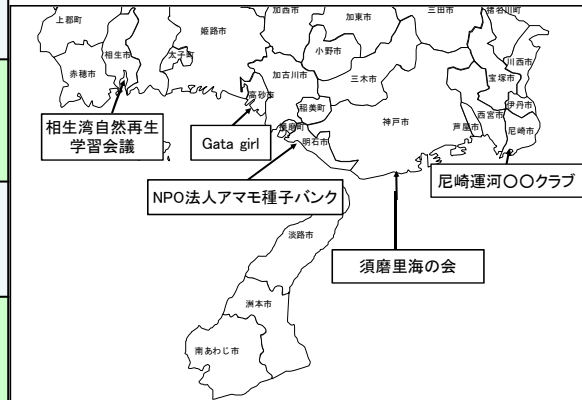 上郡町
相生市
赤穂市
太子町
姫路市
加西市
加東市
三田市
猪名川町
小野市
加古川市
三木市
川西市
宝塚市
高砂市
稲美町
神戸市
伊丹市
西宮市
芦屋市
尼崎市
播磨町
明石市
相生湾自然再生
学習会議
Gata girl
NPO法人アマモ種子バンク
尼崎運河〇〇クラブ
須磨里海の会
淡路市
洲本市
南あわじ市